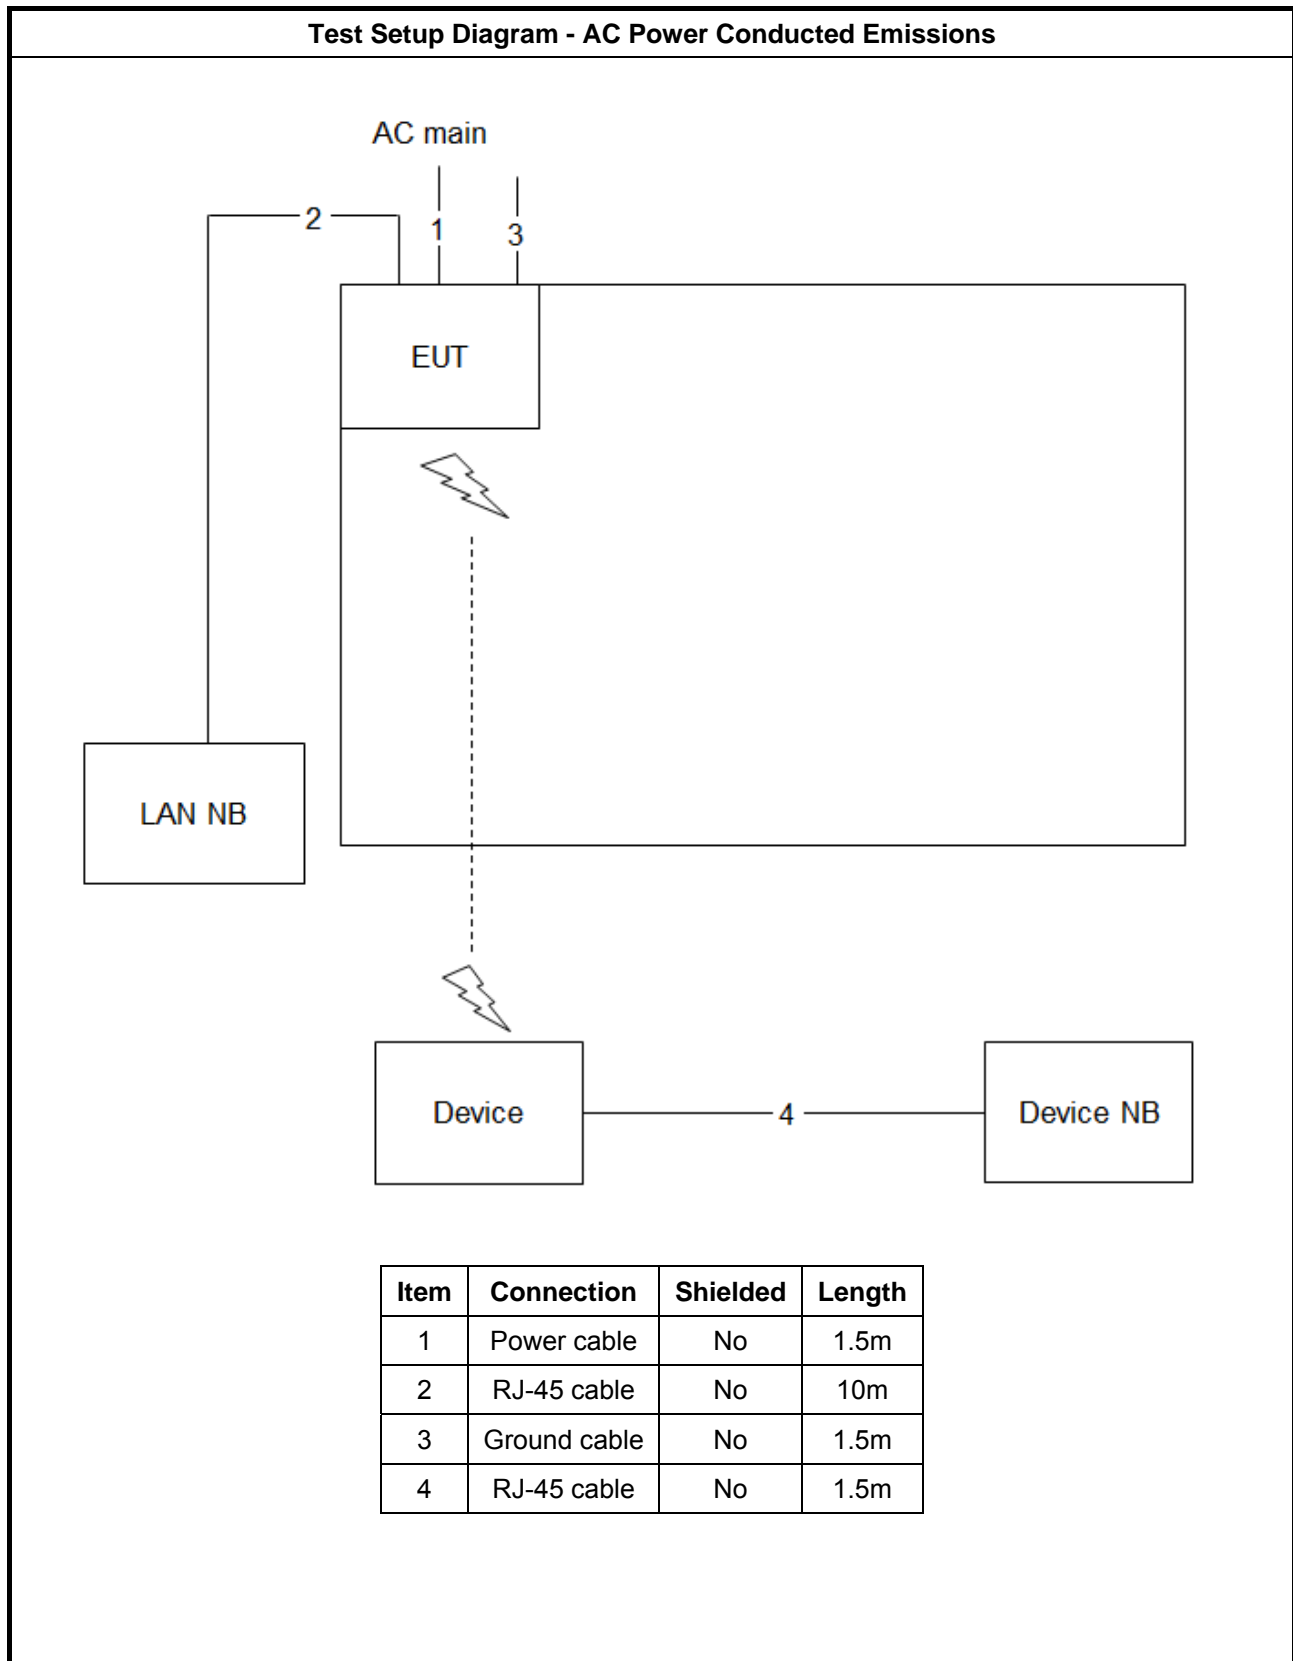 Test Setup Diagram - AC Power Conducted Emissions
AC main
2
1
3
EUT
LAN NB
Device
4
Device NB
Item Connection Shielded Length
1 Power cable No 1.5m
2 RJ-45 cable No 10m
3 Ground cable No 1.5m
4 RJ-45 cable No 1.5m